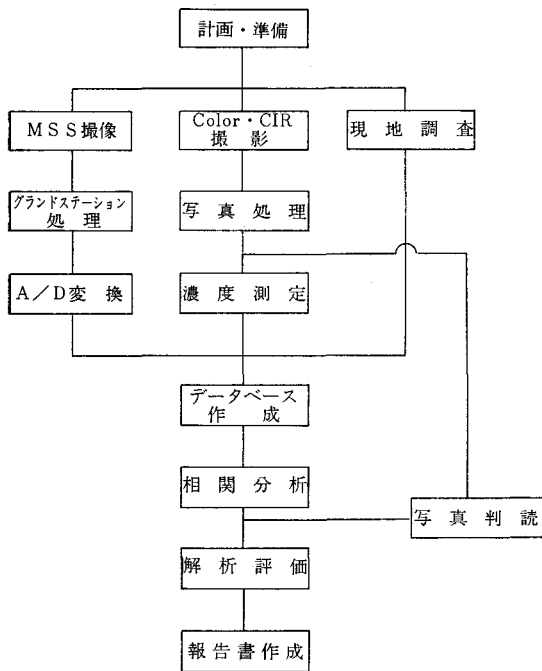 計画・準備
MSS撮像
Color・CIR
撮影
現地調査
グランドステーション
処理
写真処理
A/D変換
濃度測定
データベース
作成
相関分析
写真判読
解析評価
報告書作成